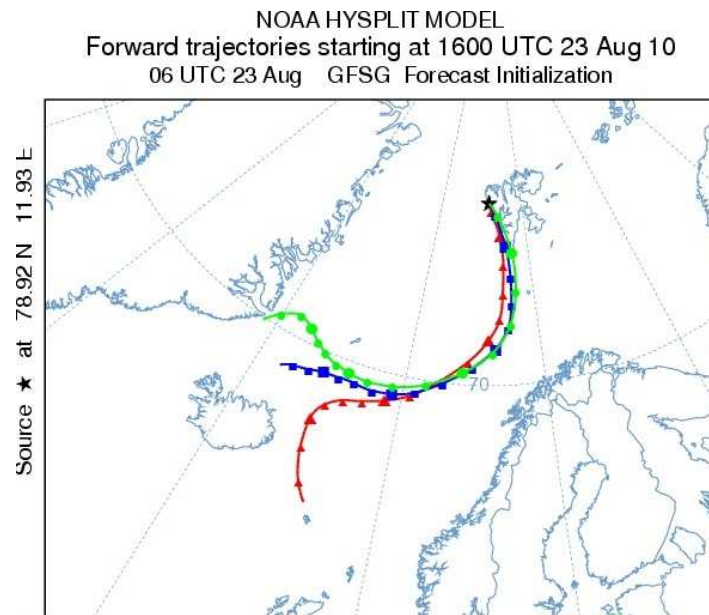 NOAA HYSPLIT MODEL
Forward trajectories starting at 1600 UTC 23 Aug 10
06 UTC 23 Aug GFSG Forecast Initialization
Source ★ at 78.92 N 11.93 E
70